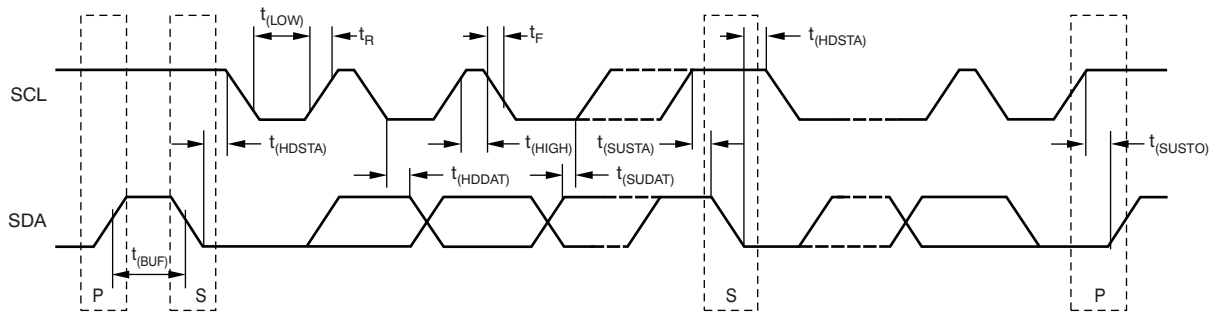 t(LOW)
tR
tF
t(HDSTA)
SCL
t(HDSTA)
t(HIGH)
t(SUSTA)
t(SUSTO)
t(HDDAT)
t(SUDAT)
SDA
t(BUF)
P
S
S
P